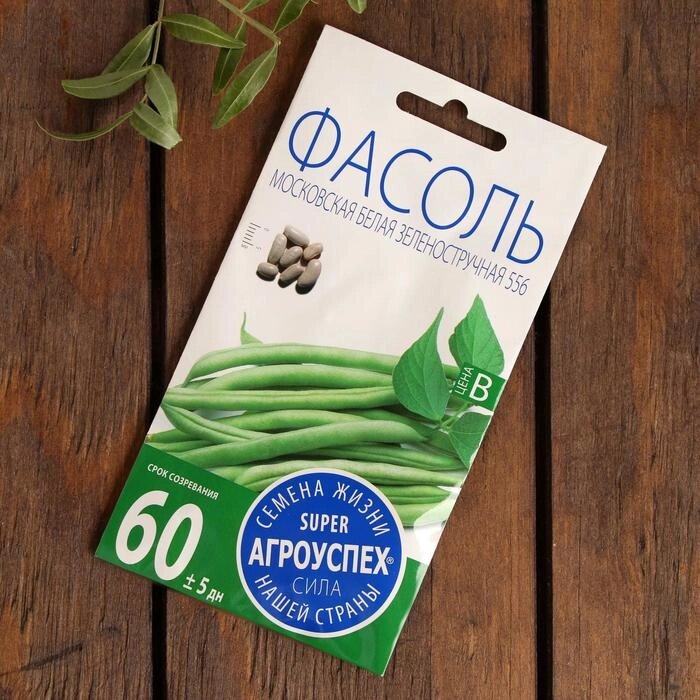 ФАСОЛЬ
МОСКОВСКАЯ БЕЛАЯ ЗЕЛЕНОСТРУЧНАЯ 556
ЦЕНА
В
СРОК СОЗРЕВАНИЯ
60
± 5 дн
СЕМЕНА ЖИЗНИ
SUPER
АГРОУСПЕХ®
СИЛА
НАШЕЙ СТРАНЫ